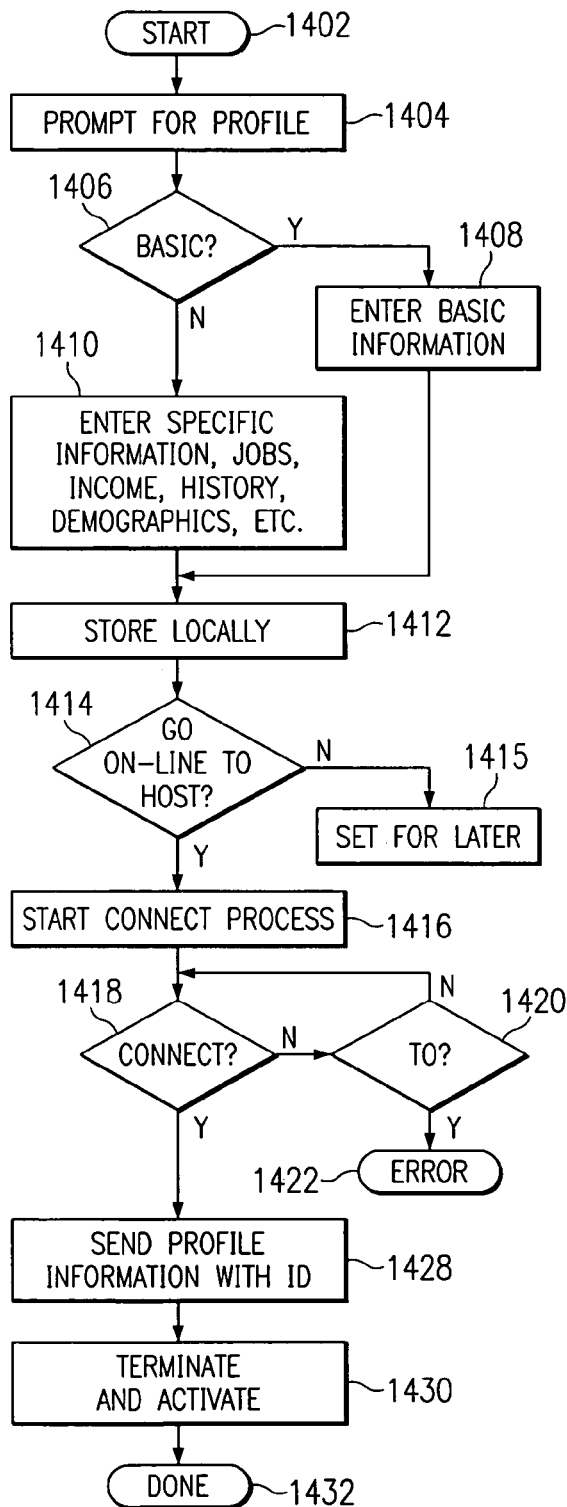 START
1402
PROMPT FOR PROFILE
1404
1406
BASIC?
Y
N
1408
ENTER BASIC
INFORMATION
1410
ENTER SPECIFIC
INFORMATION, JOBS,
INCOME, HISTORY,
DEMOGRAPHICS, ETC.
STORE LOCALLY
1412
1414
GO
ON-LINE TO
HOST?
N
Y
1415
SET FOR LATER
START CONNECT PROCESS
1416
1418
CONNECT?
N
Y
N
1420
TO?
Y
1422
ERROR
SEND PROFILE
INFORMATION WITH ID
1428
TERMINATE
AND ACTIVATE
1430
DONE
1432